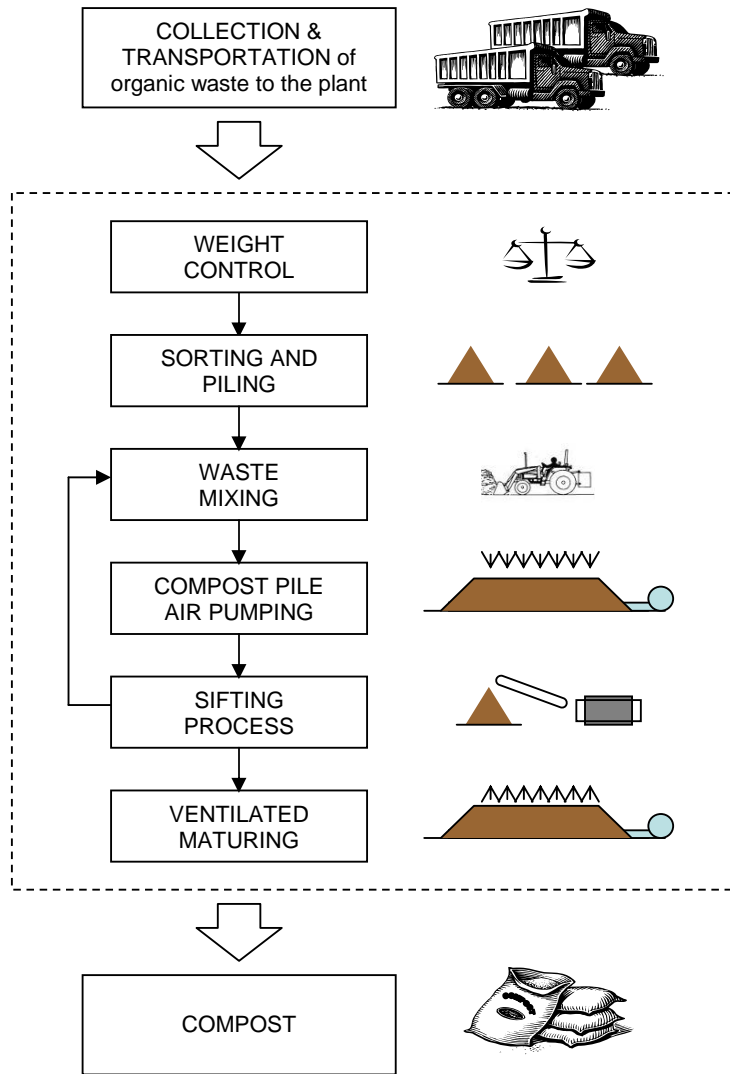 COLLECTION &
TRANSPORTATION of
organic waste to the plant
WEIGHT
CONTROL
SORTING AND
PILING
WASTE
MIXING
COMPOST PILE
AIR PUMPING
SIFTING
PROCESS
VENTILATED
MATURING
COMPOST